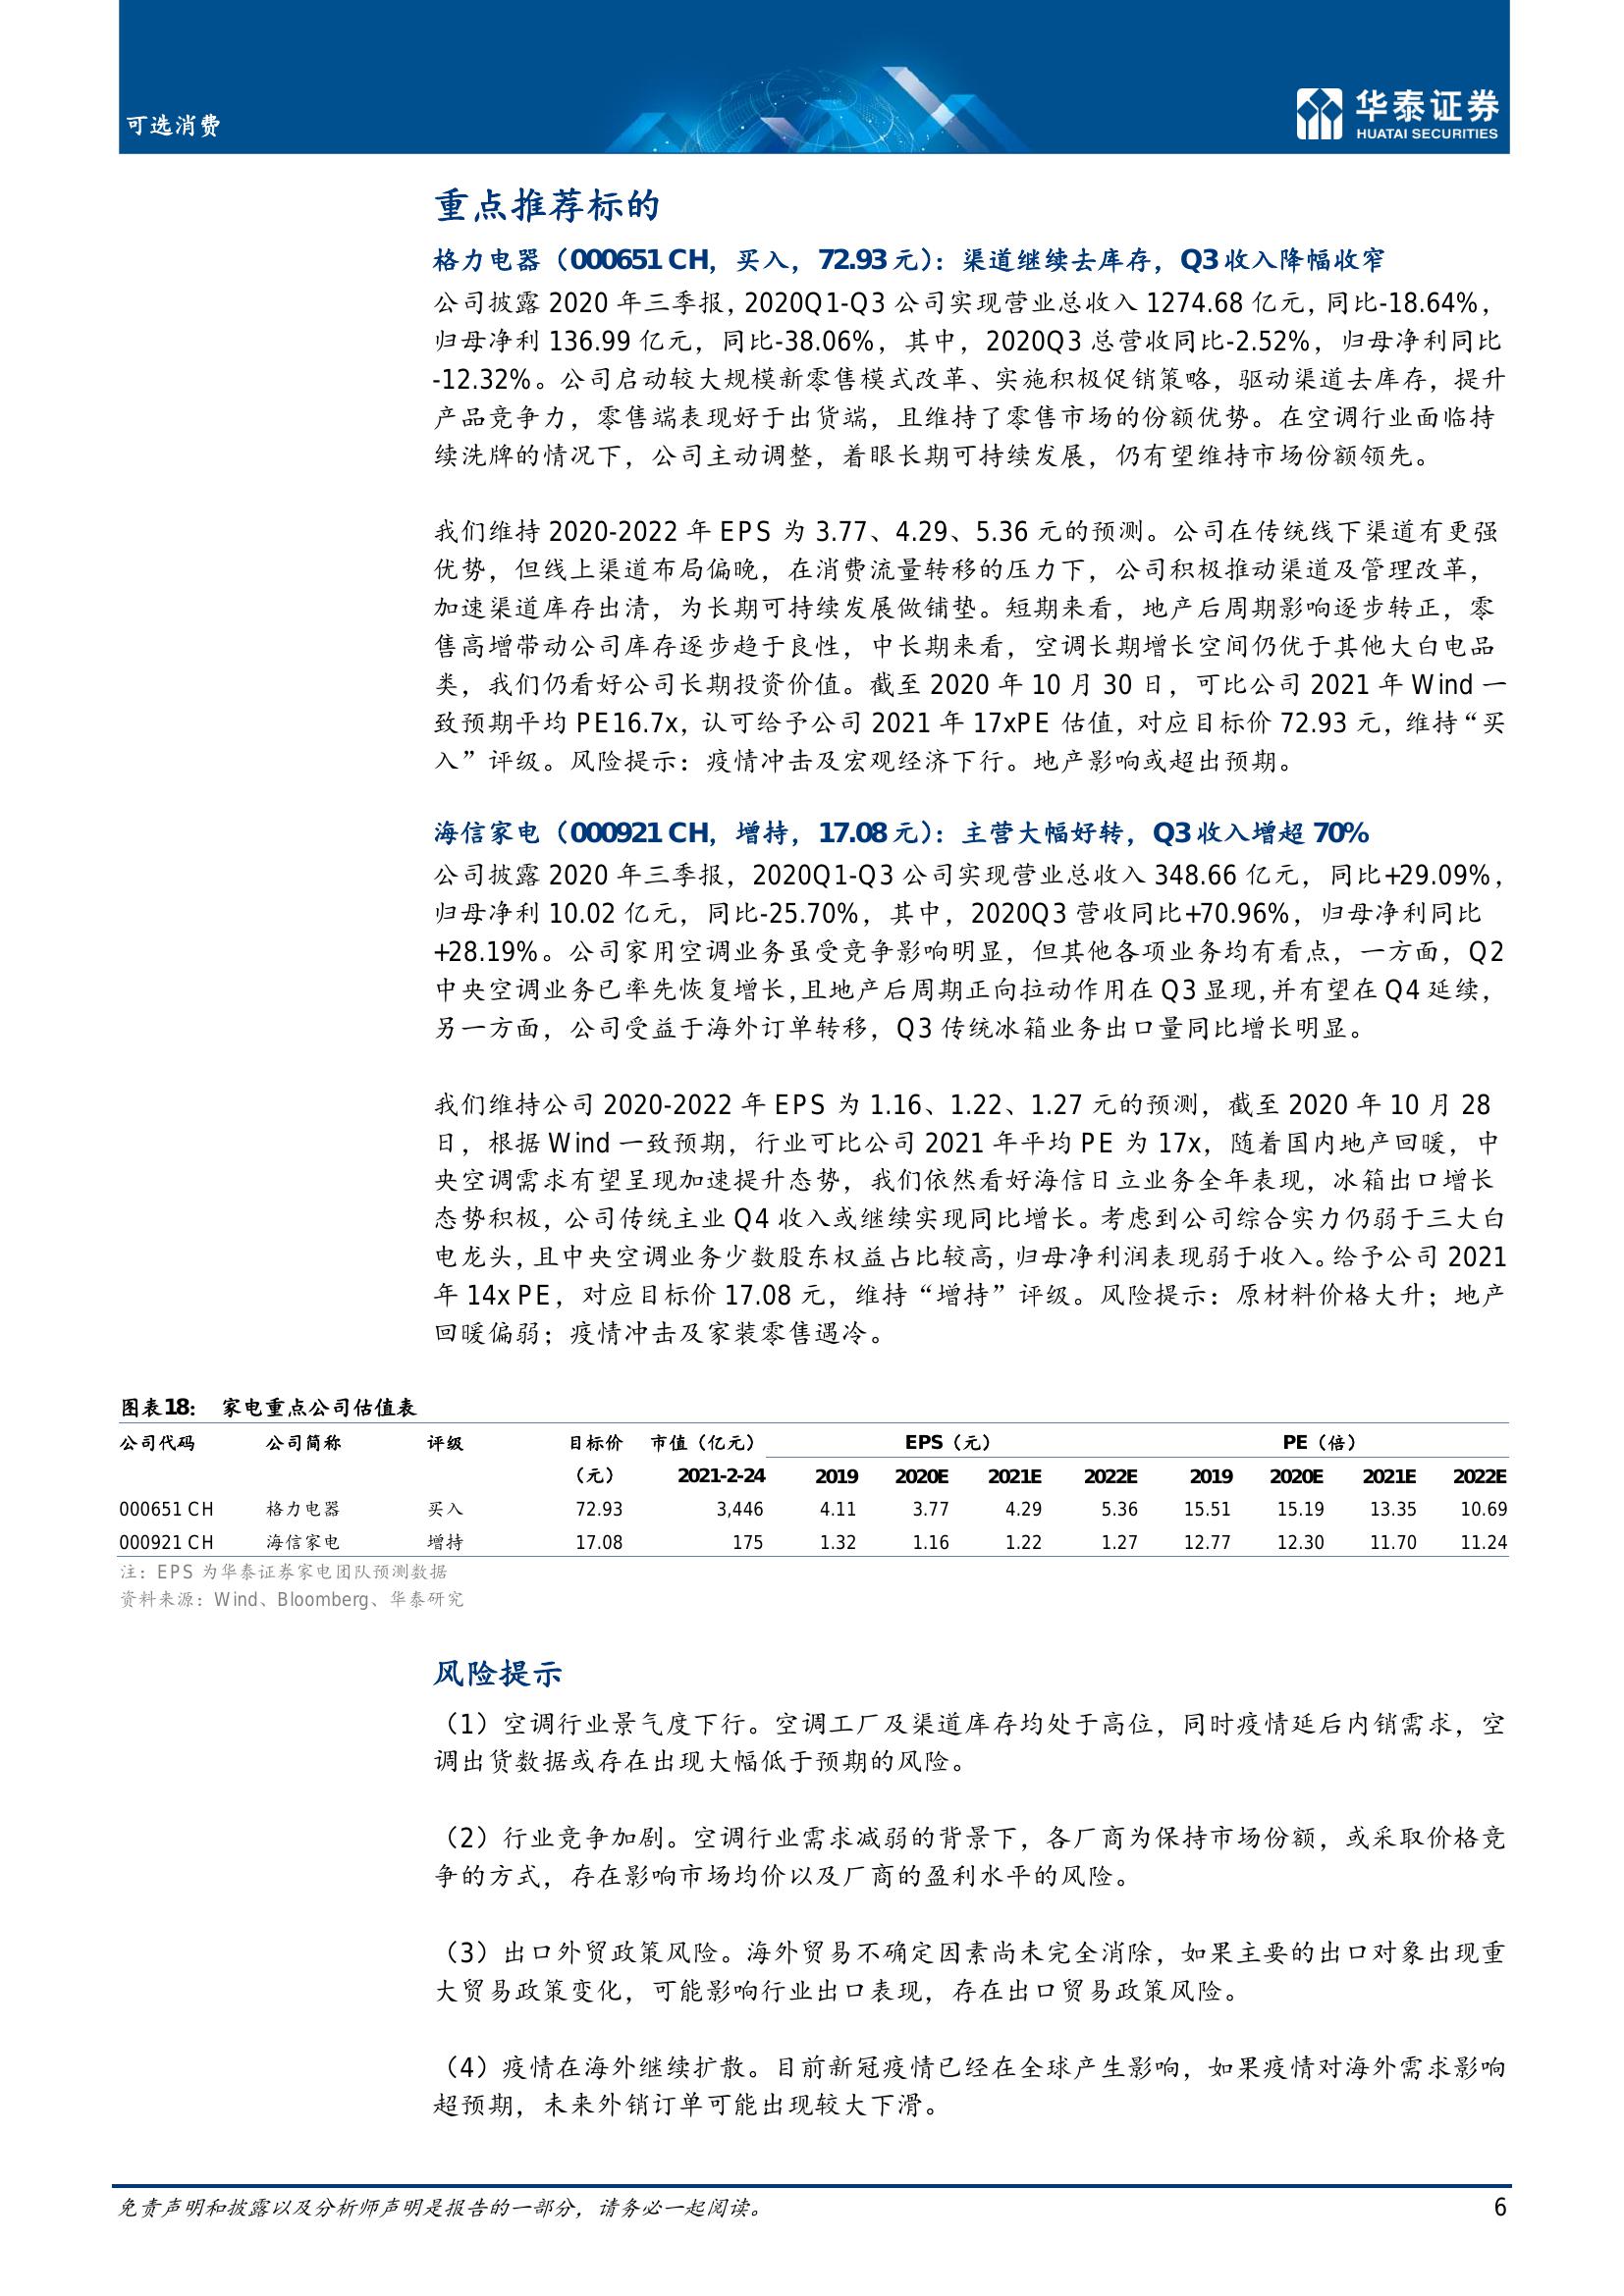 可选消费
华泰证券
HUATAI SECURITIES
重点推荐标的
格力电器（000651 CH，买入，72.93 元）：渠道继续去库存，Q3 收入降幅收窄
公司披露 2020 年三季报，2020Q1-Q3 公司实现营业总收入 1274.68 亿元，同比-18.64%，
归母净利 136.99 亿元，同比-38.06%，其中，2020Q3 总营收同比-2.52%，归母净利同比
-12.32%。公司启动较大规模新零售模式改革、实施积极促销策略，驱动渠道去库存，提升
产品竞争力，零售端表现好于出货端，且维持了零售市场的份额优势。在空调行业面临持
续洗牌的情况下，公司主动调整，着眼长期可持续发展，仍有望维持市场份额领先。
我们维持 2020-2022 年 EPS 为 3.77、4.29、5.36 元的预测。公司在传统线下渠道有更强
优势，但线上渠道布局偏晚，在消费流量转移的压力下，公司积极推动渠道及管理改革，
加速渠道库存出清，为长期可持续发展做铺垫。短期来看，地产后周期影响逐步转正，零
售高增带动公司库存逐步趋于良性，中长期来看，空调长期增长空间仍优于其他大白电品
类，我们仍看好公司长期投资价值。截至 2020 年 10 月 30 日，可比公司 2021 年 Wind 一
致预期平均 PE16.7x，认可给予公司 2021 年 17xPE 估值，对应目标价 72.93 元，维持“买
入”评级。风险提示：疫情冲击及宏观经济下行。地产影响或超出预期。
海信家电（000921 CH，增持，17.08 元）：主营大幅好转，Q3 收入增超 70%
公司披露 2020 年三季报，2020Q1-Q3 公司实现营业总收入 348.66 亿元，同比+29.09%，
归母净利 10.02 亿元，同比-25.70%，其中，2020Q3 营收同比+70.96%，归母净利同比
+28.19%。公司家用空调业务虽受竞争影响明显，但其他各项业务均有看点，一方面，Q2
中央空调业务已率先恢复增长，且地产后周期正向拉动作用在 Q3 显现，并有望在 Q4 延续，
另一方面，公司受益于海外订单转移，Q3 传统冰箱业务出口量同比增长明显。
我们维持公司 2020-2022 年 EPS 为 1.16、1.22、1.27 元的预测，截至 2020 年 10 月 28
日，根据 Wind 一致预期，行业可比公司 2021 年平均 PE 为 17x，随着国内地产回暖，中
央空调需求有望呈现加速提升态势，我们依然看好海信日立业务全年表现，冰箱出口增长
态势积极，公司传统主业 Q4 收入或继续实现同比增长。考虑到公司综合实力仍弱于三大白
电龙头，且中央空调业务少数股东权益占比较高，归母净利润表现弱于收入。给予公司 2021
年 14x PE，对应目标价 17.08 元，维持“增持”评级。风险提示：原材料价格大升；地产
回暖偏弱；疫情冲击及家装零售遇冷。
图表18： 家电重点公司估值表
公司代码 公司简称 评级 目标价 市值（亿元） EPS（元） PE（倍）
（元） 2021-2-24 2019 2020E 2021E 2022E 2019 2020E 2021E 2022E
000651 CH 格力电器 买入 72.93 3,446 4.11 3.77 4.29 5.36 15.51 15.19 13.35 10.69
000921 CH 海信家电 增持 17.08 175 1.32 1.16 1.22 1.27 12.77 12.30 11.70 11.24
注：EPS 为华泰证券家电团队预测数据
资料来源：Wind、Bloomberg、华泰研究
风险提示
（1）空调行业景气度下行。空调工厂及渠道库存均处于高位，同时疫情延后内销需求，空
调出货数据或存在出现大幅低于预期的风险。
（2）行业竞争加剧。空调行业需求减弱的背景下，各厂商为保持市场份额，或采取价格竞
争的方式，存在影响市场均价以及厂商的盈利水平的风险。
（3）出口外贸政策风险。海外贸易不确定因素尚未完全消除，如果主要的出口对象出现重
大贸易政策变化，可能影响行业出口表现，存在出口贸易政策风险。
（4）疫情在海外继续扩散。目前新冠疫情已经在全球产生影响，如果疫情对海外需求影响
超预期，未来外销订单可能出现较大下滑。
免责声明和披露以及分析师声明是报告的一部分，请务必一起阅读。 6